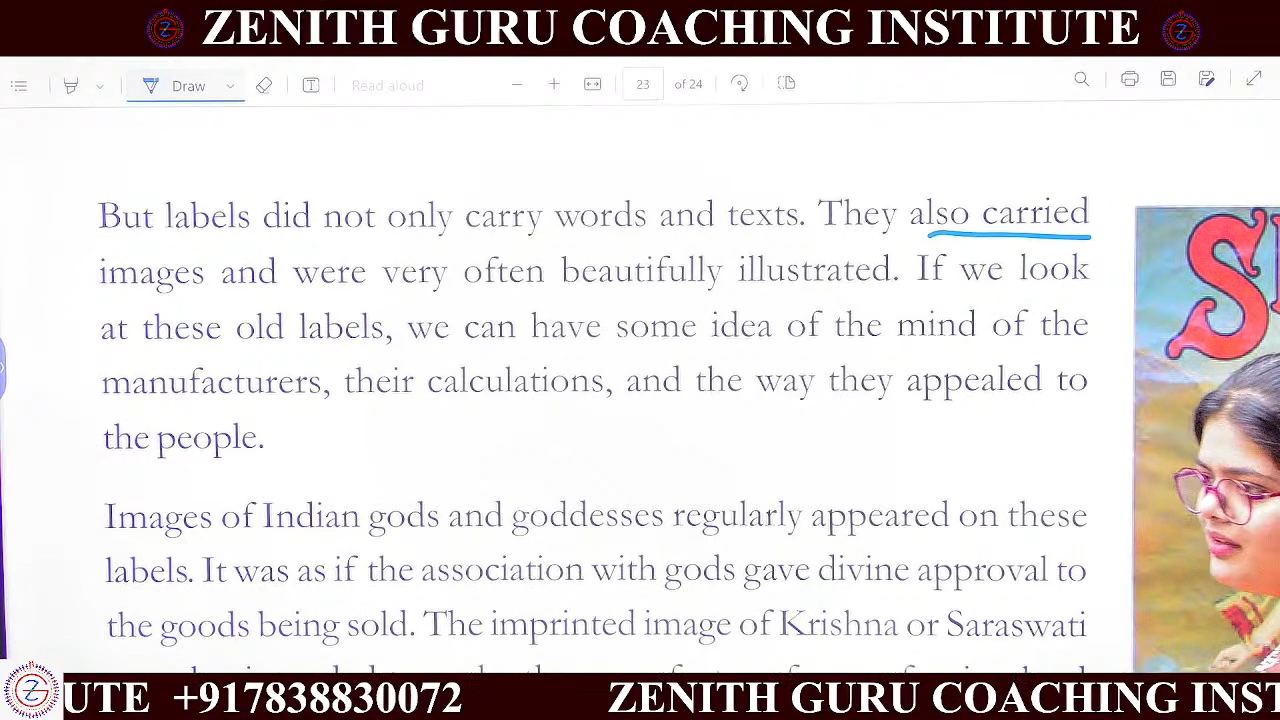 ZENITH GURU COACHING INSTITUTE
Draw
Read aloud
23
of 24
But labels did not only carry words and texts. They also carried
images and were very often beautifully illustrated. If we look
at these old labels, we can have some idea of the mind of the
manufacturers, their calculations, and the way they appealed to
the people.
Images of Indian gods and goddesses regularly appeared on these
labels. It was as if the association with gods gave divine approval to
the goods being sold. The imprinted image of Krishna or Saraswati
S
UTE +917838830072
ZENITH GURU COACHING INST